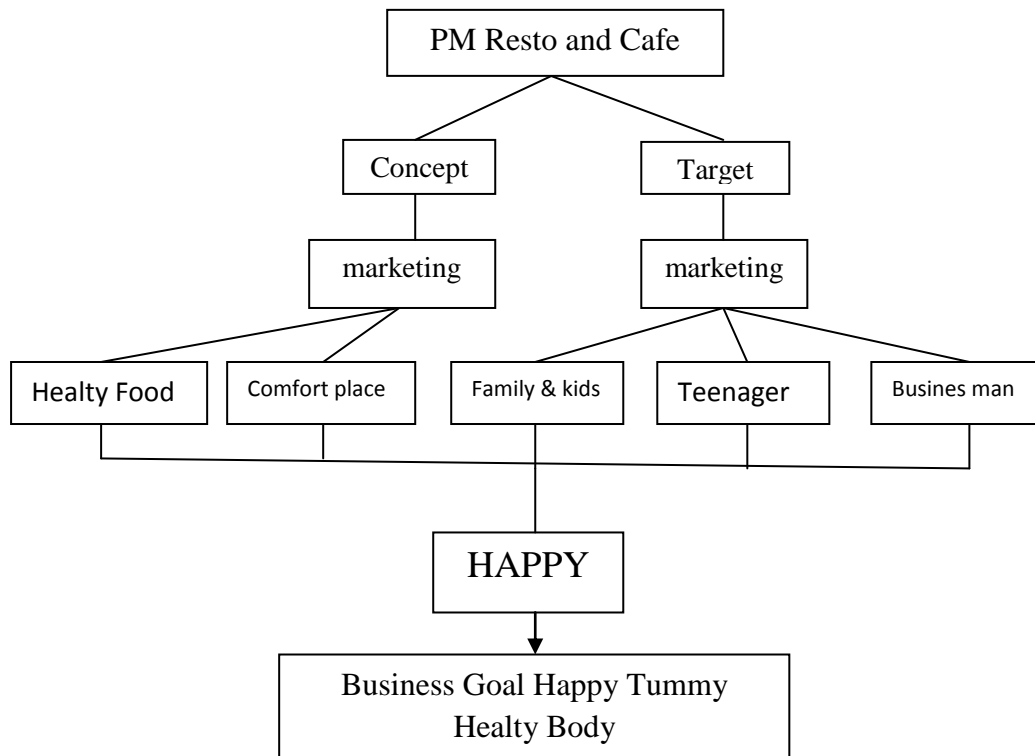 PM Resto and Cafe
Concept
Target
marketing
marketing
Healty Food
Comfort place
Family & kids
Teenager
Busines man
HAPPY
Business Goal Happy Tummy
Healty Body